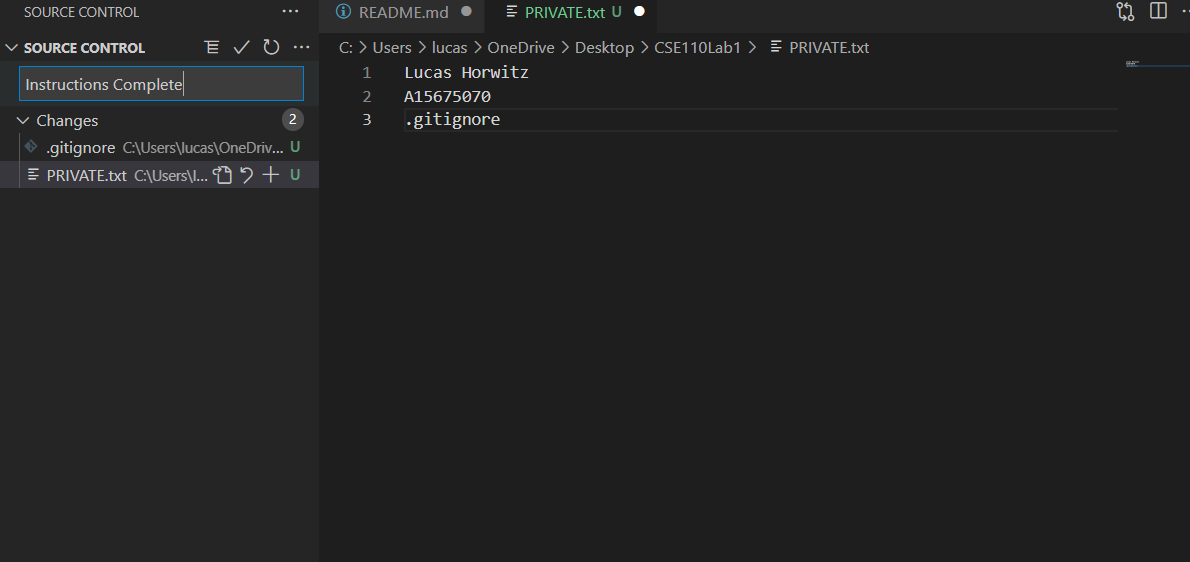 SOURCE CONTROL ...
SOURCE CONTROL ...
Instructions Complete
Changes 2
.gitignore C:\Users\lucas\OneDriv... U
PRIVATE.txt C:\Users\l... U
README.md
PRIVATE.txt U
C: > Users > lucas > OneDrive > Desktop > CSE110Lab1 > PRIVATE.txt
1 Lucas Horwitz
2 A15675070
3 .gitignore